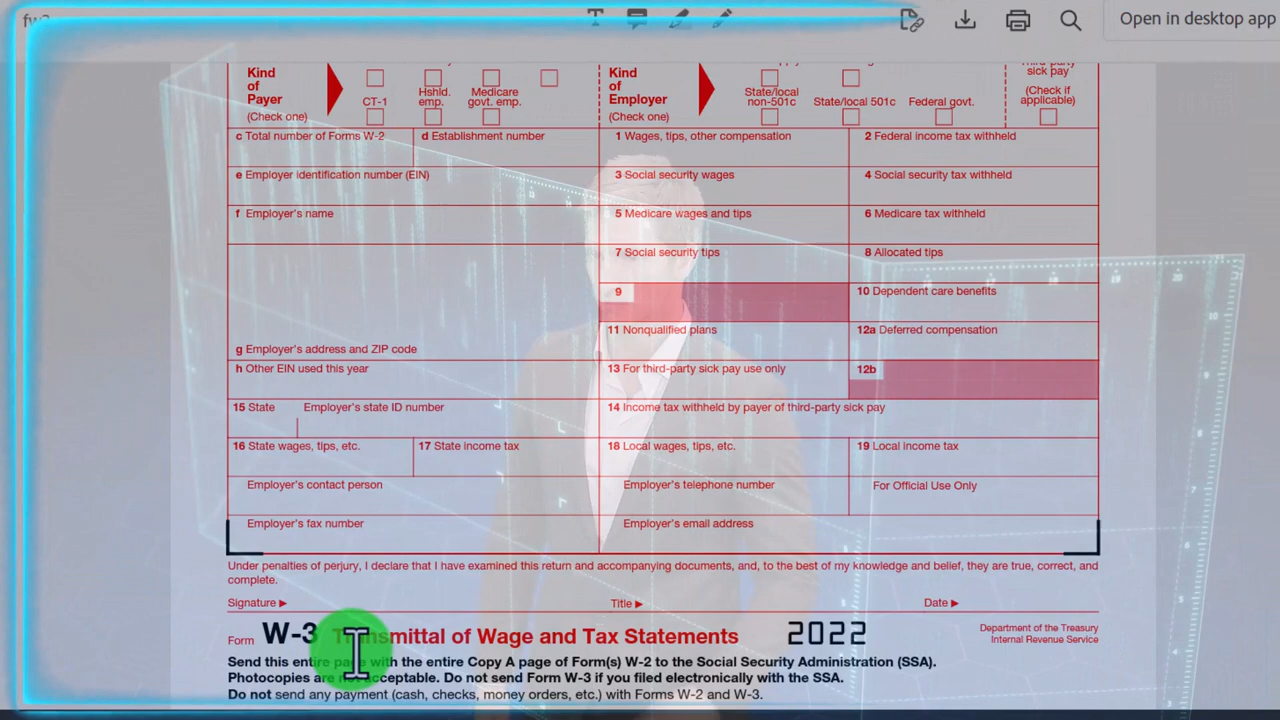 fw3
Open in desktop app
Kind
of
Payer
(Check one)
CT-1
Hshld.
emp.
Medicare
govt. emp.
Kind
of
Employer
(Check one)
State/local
non-501c
State/local 501c
Federal govt.
sick pay
(Check if
applicable)
c Total number of Forms W-2
d Establishment number
1 Wages, tips, other compensation
2 Federal income tax withheld
e Employer identification number (EIN)
3 Social security wages
4 Social security tax withheld
f Employer's name
5 Medicare wages and tips
6 Medicare tax withheld
7 Social security tips
8 Allocated tips
9
10 Dependent care benefits
11 Nonqualified plans
12a Deferred compensation
g Employer's address and ZIP code
h Other EIN used this year
13 For third-party sick pay use only
12b
15 State
Employer's state ID number
14 Income tax withheld by payer of third-party sick pay
16 State wages, tips, etc.
17 State income tax
18 Local wages, tips, etc.
19 Local income tax
Employer's contact person
Employer's telephone number
For Official Use Only
Employer's fax number
Employer's email address
Under penalties of perjury, I declare that I have examined this return and accompanying documents, and, to the best of my knowledge and belief, they are true, correct, and
complete.
Signature ▶
Title ▶
Date ▶
Form W-3 Transmittal of Wage and Tax Statements 2022
Department of the Treasury
Internal Revenue Service
Send this entire page with the entire Copy A page of Form(s) W-2 to the Social Security Administration (SSA).
Photocopies are not acceptable. Do not send Form W-3 if you filed electronically with the SSA.
Do not send any payment (cash, checks, money orders, etc.) with Forms W-2 and W-3.